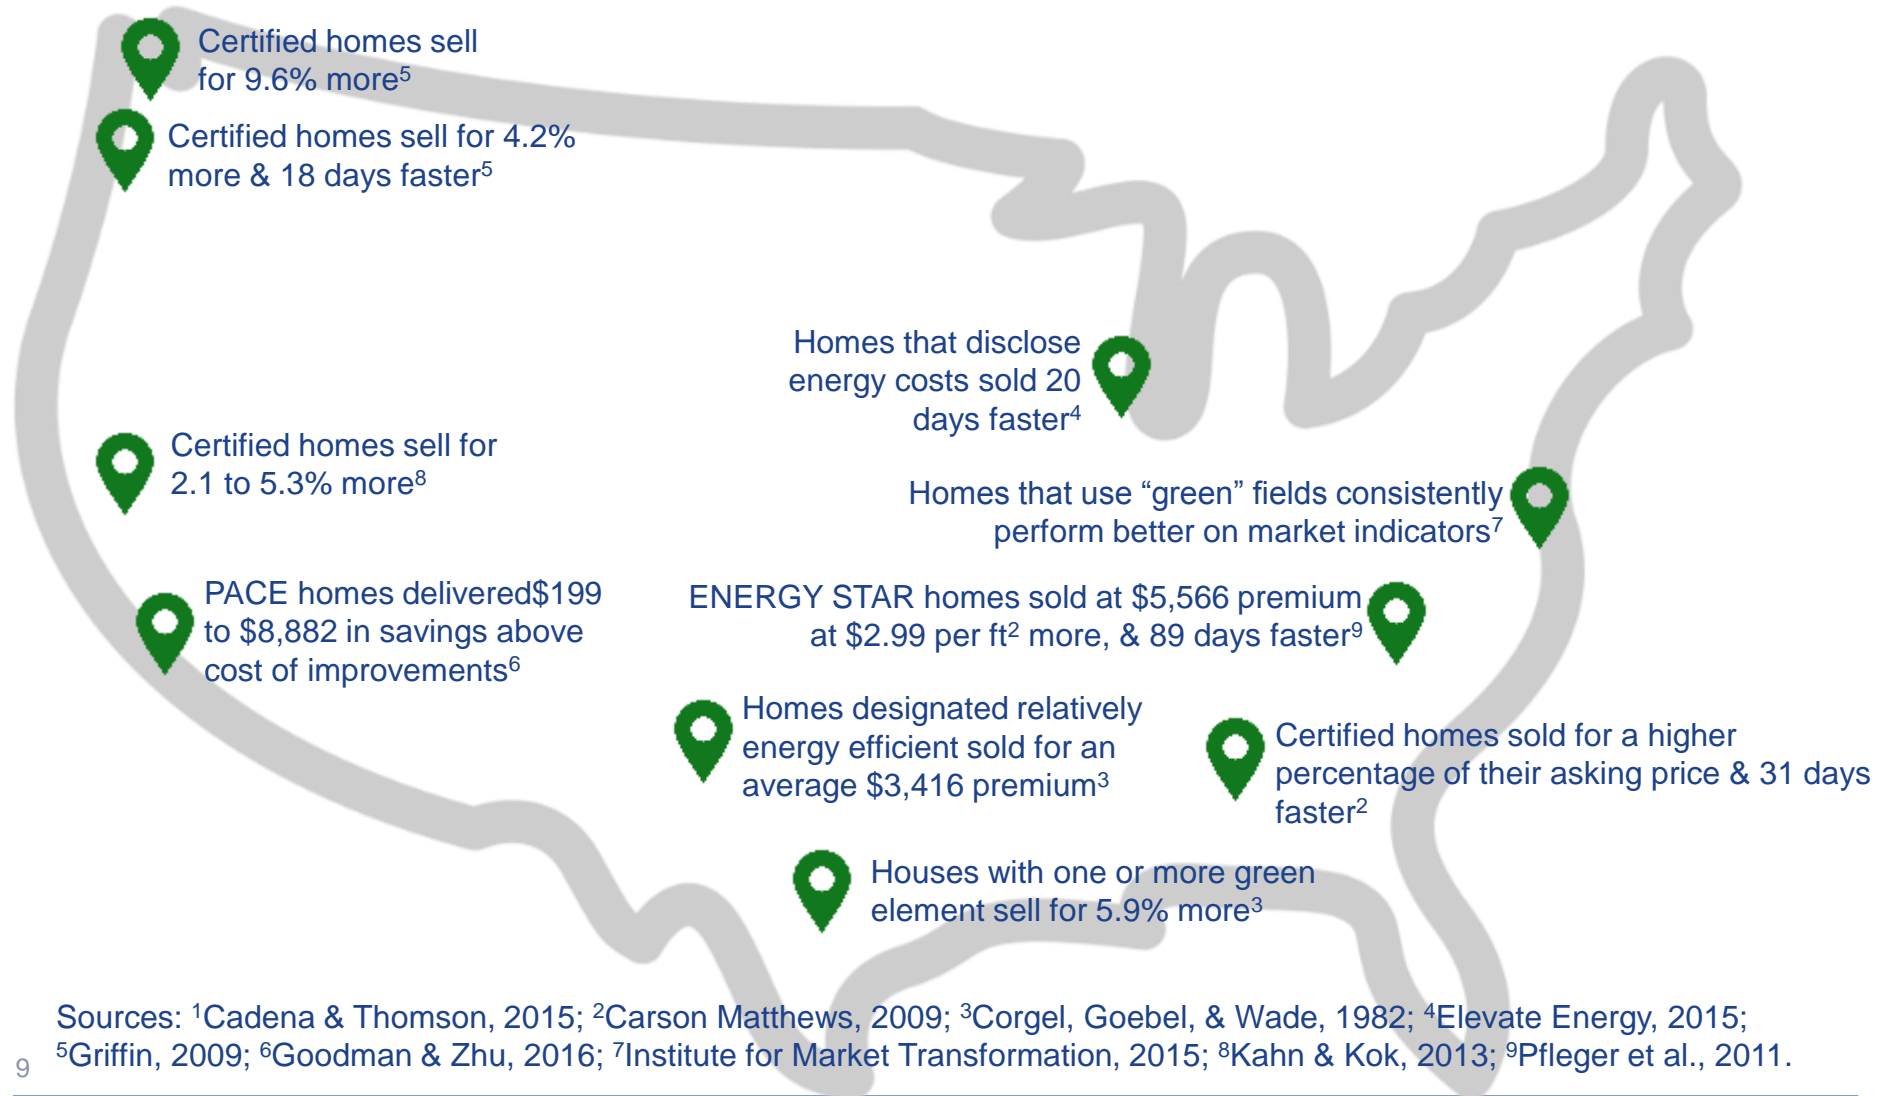 Certified homes sell
for 9.6% more⁵
Certified homes sell for 4.2%
more & 18 days faster⁵
Homes that disclose
energy costs sold 20
days faster⁴
Certified homes sell for
2.1 to 5.3% more⁸
Homes that use “green” fields consistently
perform better on market indicators⁷
PACE homes delivered$199
to $8,882 in savings above
cost of improvements⁶
ENERGY STAR homes sold at $5,566 premium
at $2.99 per ft² more, & 89 days faster⁹
Homes designated relatively
energy efficient sold for an
average $3,416 premium³
Certified homes sold for a higher
percentage of their asking price & 31 days
faster²
Houses with one or more green
element sell for 5.9% more³
Sources: ¹Cadena & Thomson, 2015; ²Carson Matthews, 2009; ³Corgel, Goebel, & Wade, 1982; ⁴Elevate Energy, 2015;
⁵Griffin, 2009; ⁶Goodman & Zhu, 2016; ⁷Institute for Market Transformation, 2015; ⁸Kahn & Kok, 2013; ⁹Pfleger et al., 2011.
9